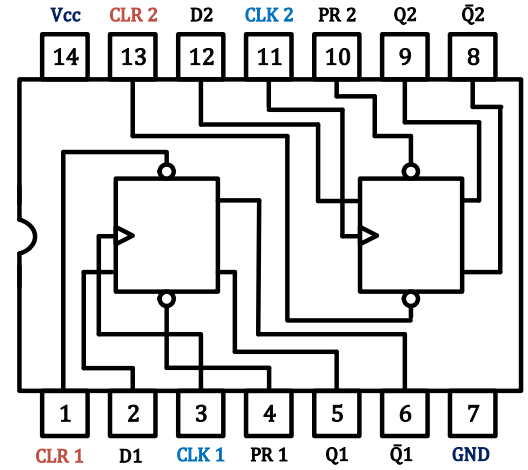 Vcc CLR 2 D2 CLK 2 PR 2 Q2 Q̄2
14 13 12 11 10 9 8
1 2 3 4 5 6 7
CLR 1 D1 CLK 1 PR 1 Q1 Q̄1 GND